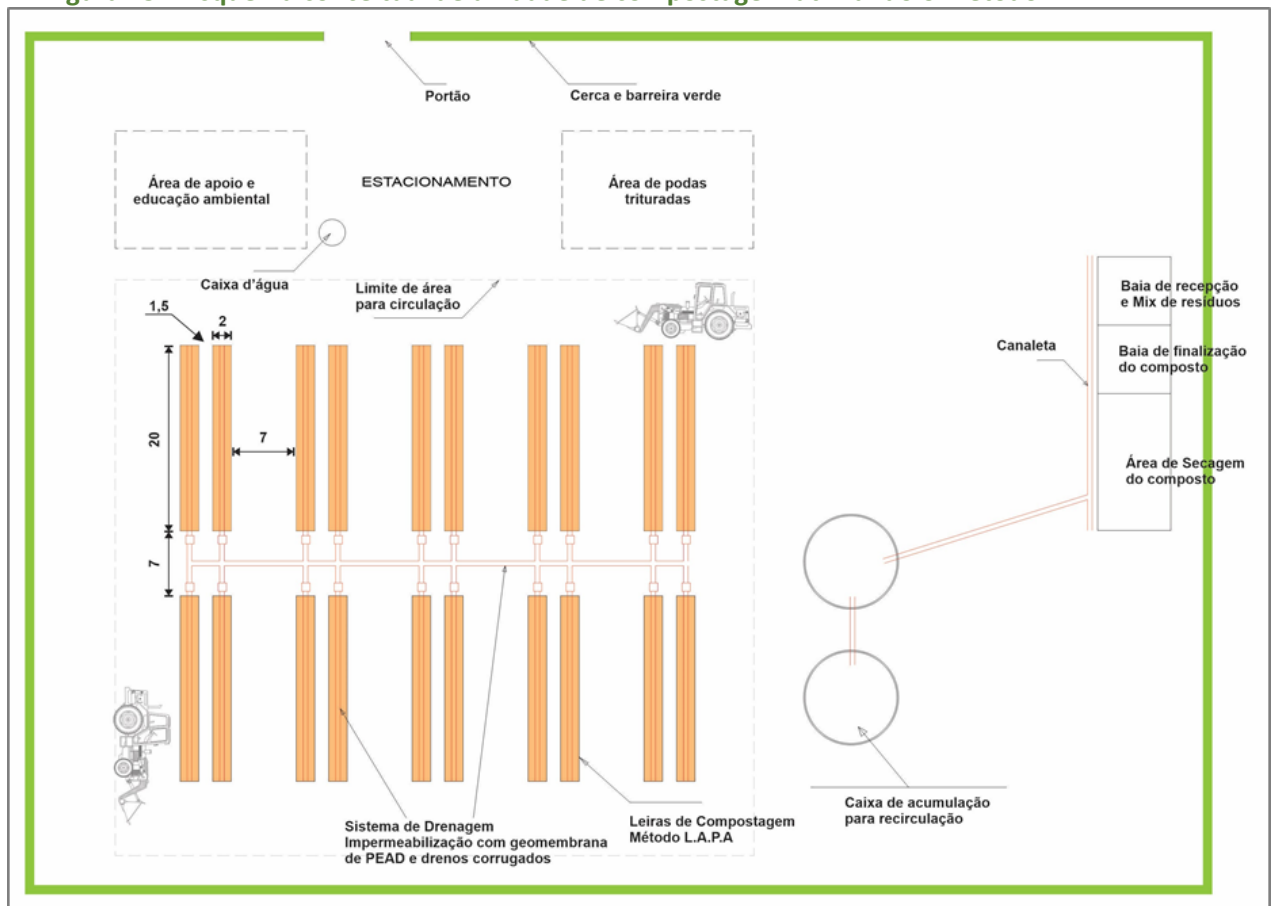 Portão
Cerca e barreira verde
Área de apoio e
educação ambiental
ESTACIONAMENTO
Área de podas
trituradas
Caixa d'água
Limite de área
para circulação
Baia de recepção
e Mix de resíduos
1,5
2
Canaleta
Baia de finalização
do composto
20
7
Área de Secagem
do composto
7
Sistema de Drenagem
Impermeabilização com geomembrana
de PEAD e drenos corrugados
Leiras de Compostagem
Método L.A.P.A
Caixa de acumulação
para recirculação